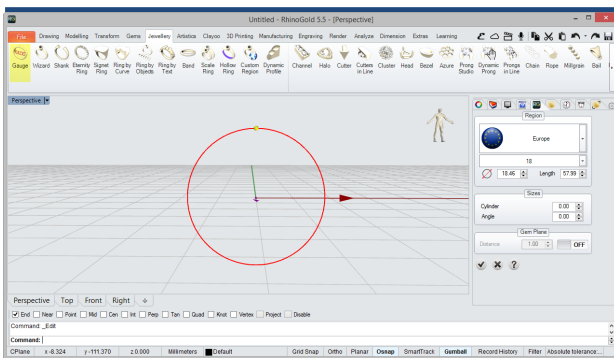 Untitled - RhinoGold 5.5 - [Perspective]
File Drawing Modelling Transform Gems Jewellery Artistics Clayoo 3D Printing Manufacturing Engraving Render Analyze Dimension Extras Learning
Gauge Wizard Shank Eternity Ring Signet Ring Ring by Curve Ring by Objects Ring by Text Band Scale Ring Hollow Ring Custom Region Dynamic Profile Channel Halo Cutter Cutters in Line Cluster Head Bezel Azure Prong Studio Dynamic Prong Prongs in Line Chain Rope Millgrain Bail
Perspective
Region
Europe
18
18.46 Length 57.99
Sizes
Cylinder 0.00
Angle 0.00
Gem Plane
Distance 1.00 OFF
Perspective Top Front Right
End Near Point Mid Cen Int Perp Tan Quad Knot Vertex Project Disable
Command: _Edit
Command:
CPlane x -8.324 y -111.370 z 0.000 Millimeters Default Grid Snap Ortho Planar Osnap SmartTrack Gumball Record History Filter Absolute tolerance...